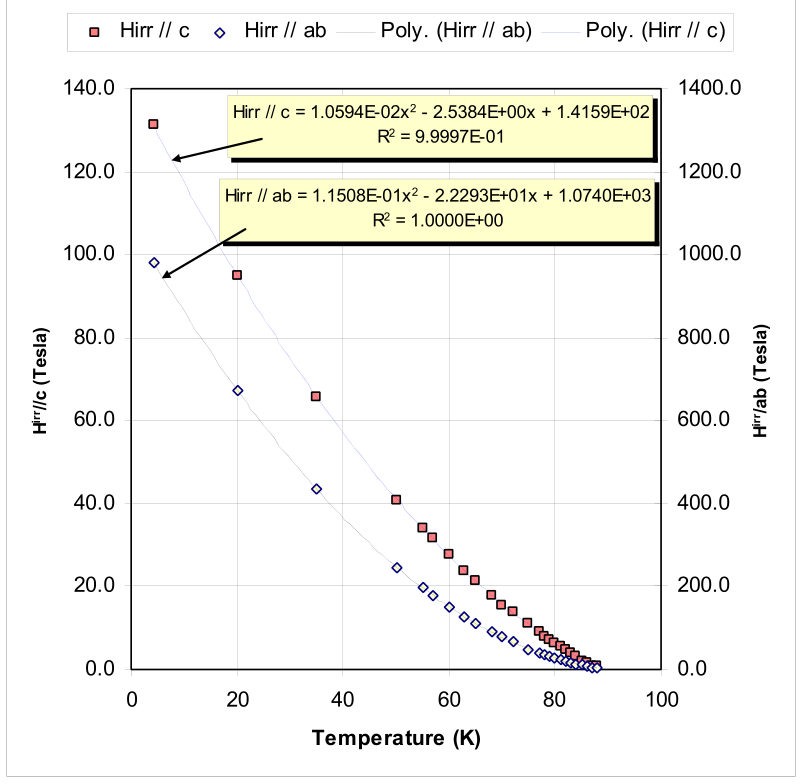 Hirr // c Hirr // ab Poly. (Hirr // ab) Poly. (Hirr // c)
140.0 1400.0
Hirr // c = 1.0594E-02x² - 2.5384E+00x + 1.4159E+02
R² = 9.9997E-01
120.0 1200.0
Hirr // ab = 1.1508E-01x² - 2.2293E+01x + 1.0740E+03
R² = 1.0000E+00
100.0 1000.0
80.0 800.0
Hⁱʳʳ//c (Tesla)
Hⁱʳʳ/ab (Tesla)
60.0 600.0
40.0 400.0
20.0 200.0
0.0 0.0
0 20 40 60 80 100
Temperature (K)